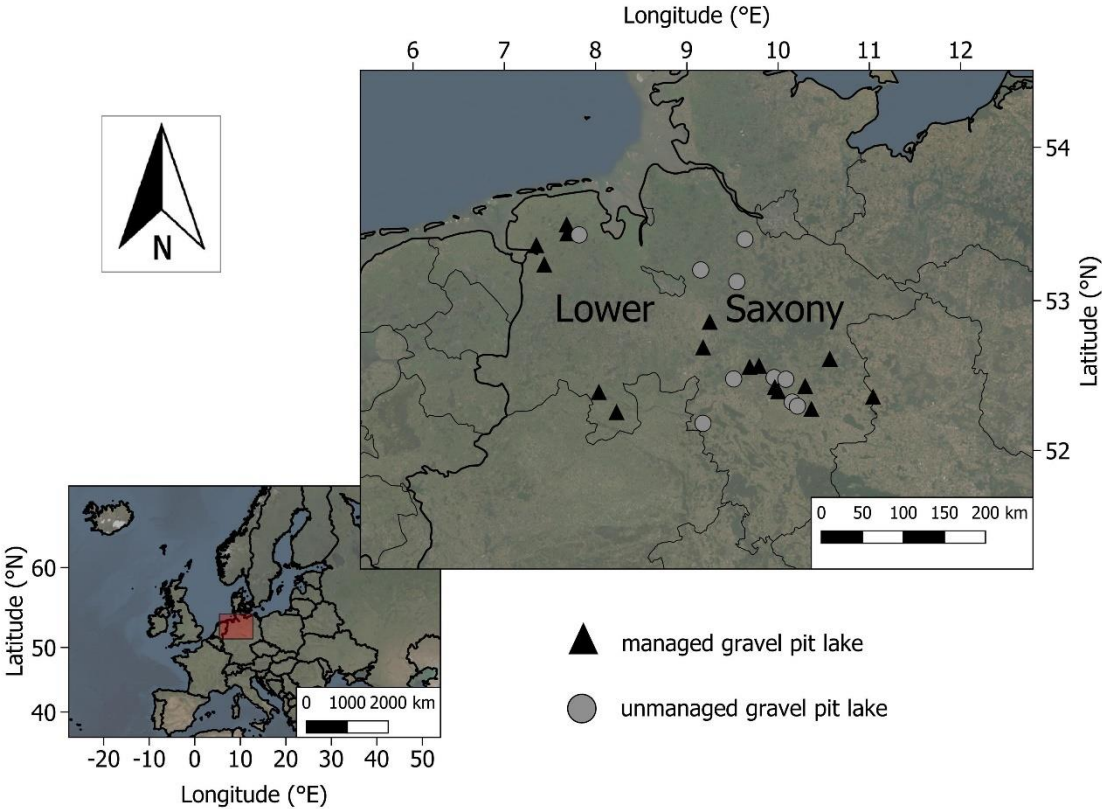 Longitude (°E)
6 7 8 9 10 11 12
54
53
52
Latitude (°N)
N
Lower Saxony
0 50 100 150 200 km
60
50
40
Latitude (°N)
0 1000 2000 km
-20 -10 0 10 20 30 40 50
Longitude (°E)
managed gravel pit lake
unmanaged gravel pit lake